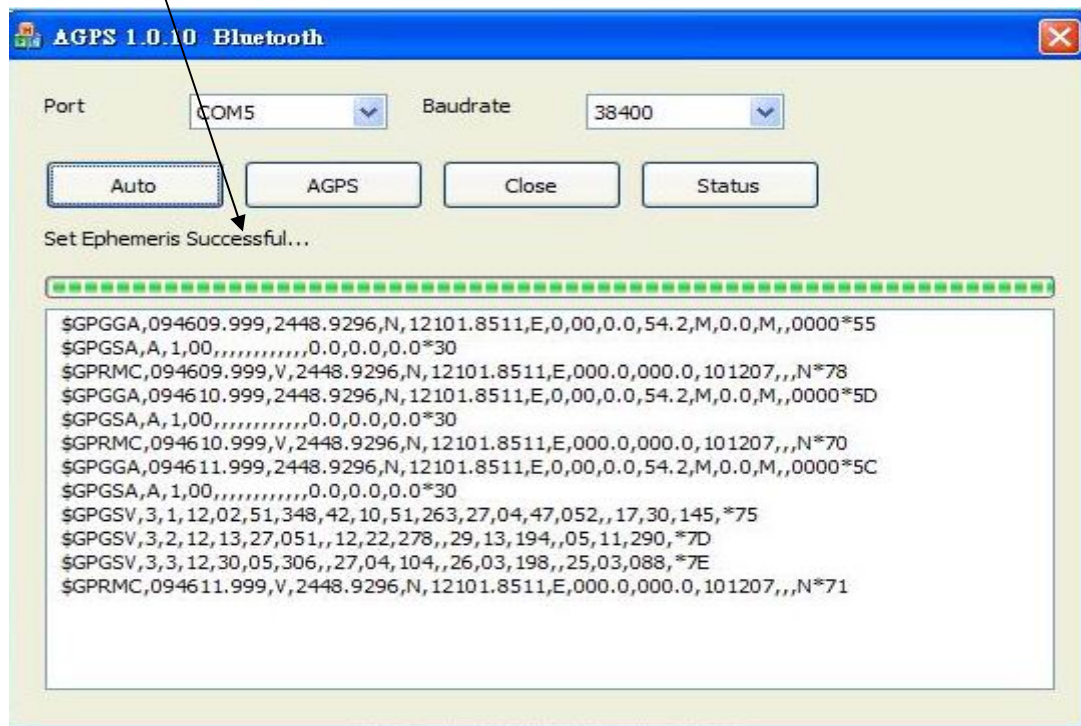 AGPS 1.0.10 Bluetooth
Port COM5 Baudrate 38400
Auto AGPS Close Status
Set Ephemeris Successful...
$GPGGA,094609.999,2448.9296,N,12101.8511,E,0,00,0.0,54.2,M,0.0,M,,0000*55
$GPGSA,A,1,00,,,,,,,,,,,,0.0,0.0,0.0*30
$GPRMC,094609.999,V,2448.9296,N,12101.8511,E,000.0,000.0,101207,,,N*78
$GPGGA,094610.999,2448.9296,N,12101.8511,E,0,00,0.0,54.2,M,0.0,M,,0000*5D
$GPGSA,A,1,00,,,,,,,,,,,,0.0,0.0,0.0*30
$GPRMC,094610.999,V,2448.9296,N,12101.8511,E,000.0,000.0,101207,,,N*70
$GPGGA,094611.999,2448.9296,N,12101.8511,E,0,00,0.0,54.2,M,0.0,M,,0000*5C
$GPGSA,A,1,00,,,,,,,,,,,,0.0,0.0,0.0*30
$GPGSV,3,1,12,02,51,348,42,10,51,263,27,04,47,052,,17,30,145,*75
$GPGSV,3,2,12,13,27,051,,12,22,278,,29,13,194,,05,11,290,*7D
$GPGSV,3,3,12,30,05,306,,27,04,104,,26,03,198,,25,03,088,*7E
$GPRMC,094611.999,V,2448.9296,N,12101.8511,E,000.0,000.0,101207,,,N*71